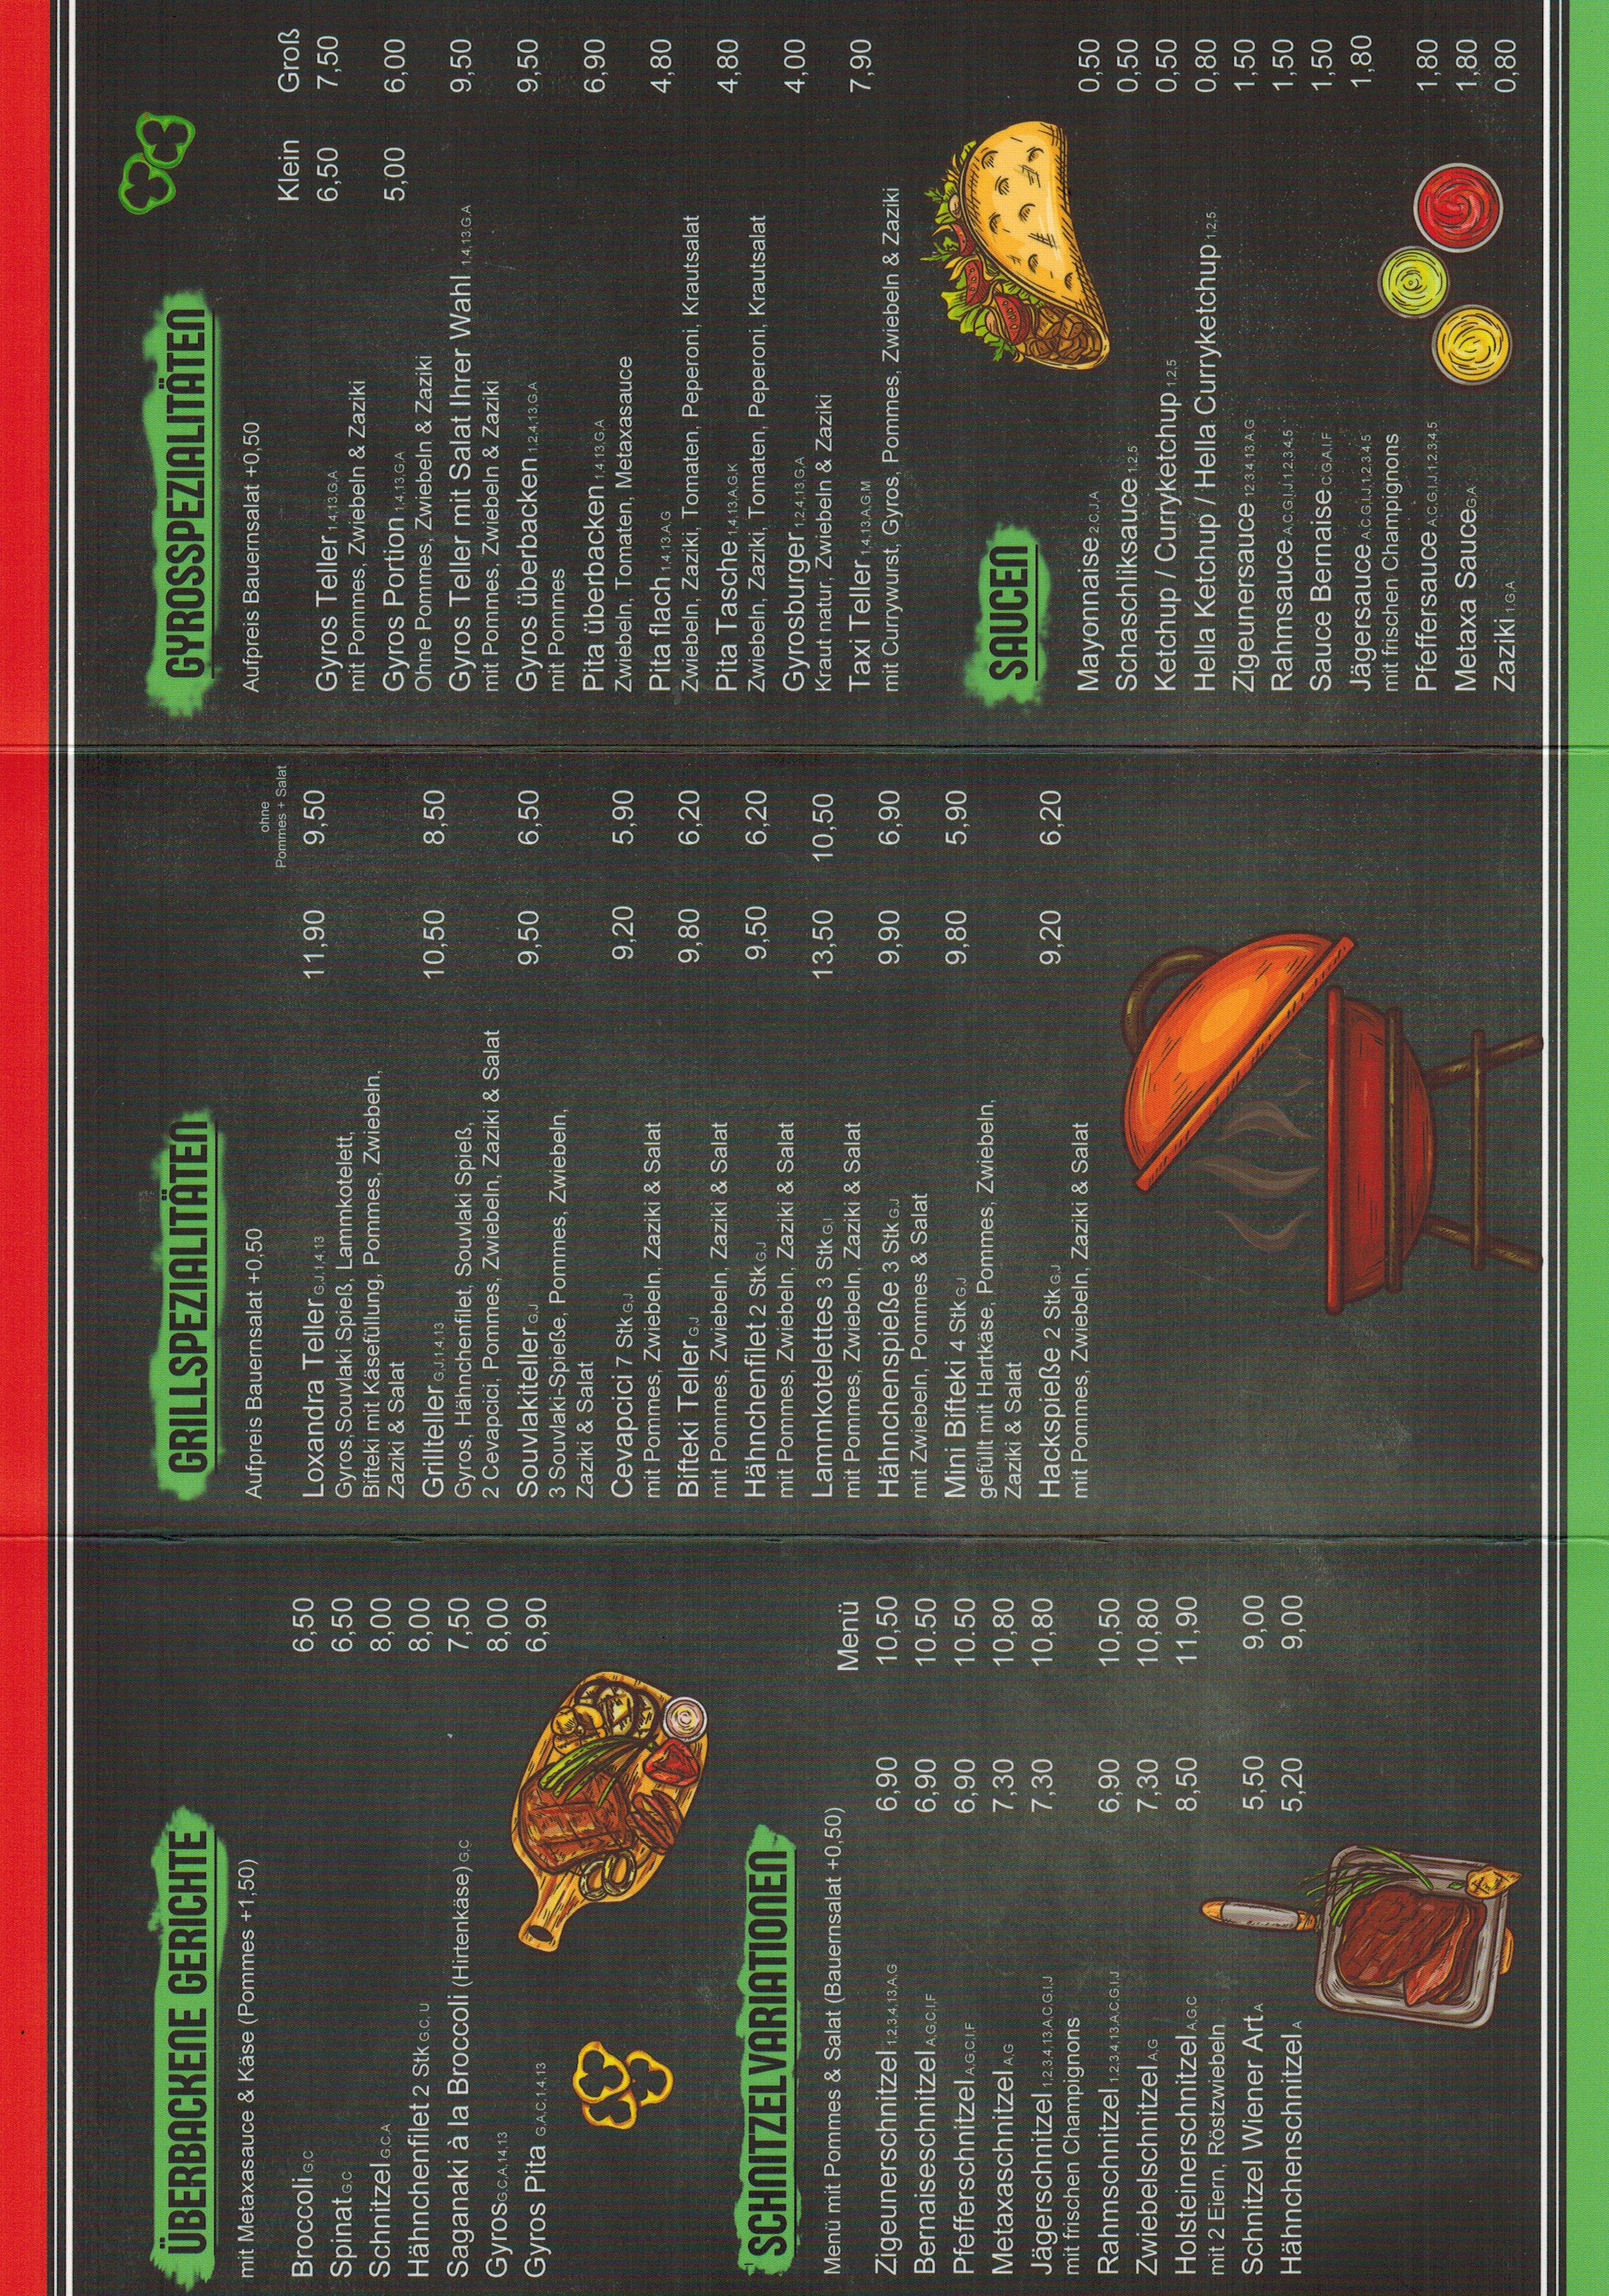 ÜBERBACKENE GERICHTE
mit Metaxasauce & Käse (Pommes +1,50)
Broccoli G,C 6,50
Spinat G,C 6,50
Schnitzel G,C,A 8,00
Hähnchenfilet 2 Stk G,C, U 8,00
Saganaki à la Broccoli (Hirtenkäse) G,C 7,50
Gyros G,C,A,14,13 8,00
Gyros Pita G,A,C,1,4,13 6,90
SCHNITZELVARIATIONEN
Menü mit Pommes & Salat (Bauernsalat +0,50) Menü
Zigeunerschnitzel 1,2,3,4,13,A,G 6,90 10,50
Bernaiseschnitzel A,G,C,I,F 6,90 10.50
Pfefferschnitzel A,G,C,I,F 6,90 10.50
Metaxaschnitzel A,G 7,30 10,80
Jägerschnitzel 1,2,3,4,13,A,C,G,I,J 7,30 10,80
mit frischen Champignons
Rahmschnitzel 1,2,3,4,13,A,C,G,I,J 6,90 10,50
Zwiebelschnitzel A,G 7,30 10,80
Holsteinerschnitzel A,G,C 8,50 11,90
mit 2 Eiern, Röstzwiebeln
Schnitzel Wiener Art A 5,50 9,00
Hähnchenschnitzel A 5,20 9,00
GRILLSPEZIALITÄTEN
Aufpreis Bauernsalat +0,50
ohne
Pommes + Salat
Loxandra Teller G,J,1,4,13 11,90 9,50
Gyros,Souvlaki Spieß, Lammkotelett,
Bifteki mit Käsefüllung, Pommes, Zwiebeln,
Zaziki & Salat
Grillteller G,J,1,4,13 10,50 8,50
Gyros, Hähnchenfilet, Souvlaki Spieß,
2 Cevapcici, Pommes, Zwiebeln, Zaziki & Salat
Souvlakiteller G,J 9,50 6,50
3 Souvlaki-Spieße, Pommes, Zwiebeln,
Zaziki & Salat
Cevapcici 7 Stk G,J 9,20 5,90
mit Pommes, Zwiebeln, Zaziki & Salat
Bifteki Teller G,J 9,80 6,20
mit Pommes, Zwiebeln, Zaziki & Salat
Hähnchenfilet 2 Stk G,J 9,50 6,20
mit Pommes, Zwiebeln, Zaziki & Salat
Lammkotelettes 3 Stk G,I 13,50 10,50
mit Pommes, Zwiebeln, Zaziki & Salat
Hähnchenspieße 3 Stk G,J 9,90 6,90
mit Zwiebeln, Pommes & Salat
Mini Bifteki 4 Stk G,J 9,80 5,90
gefüllt mit Hartkäse, Pommes, Zwiebeln,
Zaziki & Salat
Hackspieße 2 Stk G,J 9,20 6,20
mit Pommes, Zwiebeln, Zaziki & Salat
GYROSSPEZIALITÄTEN
Aufpreis Bauernsalat +0,50
Klein Groß
Gyros Teller 1,4,13,G,A 6,50 7,50
mit Pommes, Zwiebeln & Zaziki
Gyros Portion 1,4,13,G,A 5,00 6,00
Ohne Pommes, Zwiebeln & Zaziki
Gyros Teller mit Salat Ihrer Wahl 1,4,13,G,A 9,50
mit Pommes, Zwiebeln & Zaziki
Gyros überbacken 1,2,4,13,G,A 9,50
mit Pommes
Pita überbacken 1,4,13,G,A 6,90
Zwiebeln, Tomaten, Metaxasauce
Pita flach 1,4,13,A,G 4,80
Zwiebeln, Zaziki, Tomaten, Peperoni, Krautsalat
Pita Tasche 1,4,13,A,G,K 4,80
Zwiebeln, Zaziki, Tomaten, Peperoni, Krautsalat
Gyrosburger 1,2,4,13,G,A 4,00
Kraut natur, Zwiebeln & Zaziki
Taxi Teller 1,4,13,A,G,M 7,90
mit Currywurst, Gyros, Pommes, Zwiebeln & Zaziki
SAUCEN
Mayonnaise 2,C,J,A 0,50
Schaschliksauce 1,2,5 0,50
Ketchup / Curryketchup 1,2,5 0,50
Hella Ketchup / Hella Curryketchup 1,2,5 0,80
Zigeunersauce 12,3,4,13,A,G 1,50
Rahmsauce A,C,G,I,J,1,2,3,4,5 1,50
Sauce Bernaise C,G,A,I,F 1,50
Jägersauce A,C,G,I,J,1,2,3,4,5 1,80
mit frischen Champignons
Pfeffersauce A,C,G,I,J,1,2,3,4,5 1,80
Metaxa Sauce G,A 1,80
Zaziki 1,G,A 0,80